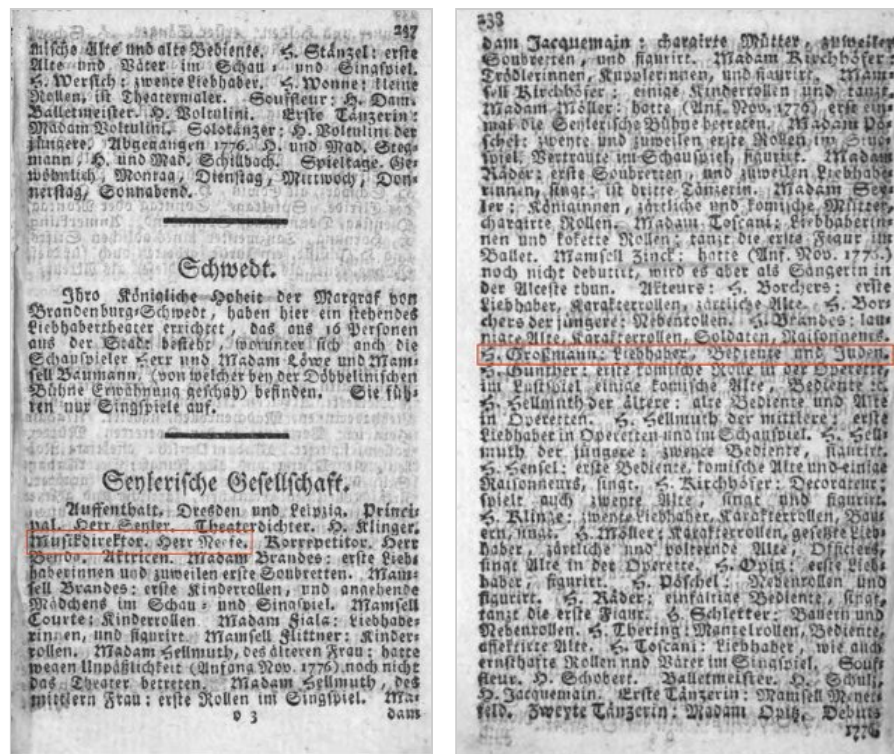 237
mische Alte und alte Bediente. H. Stänzel: erste
Alte und Väter im Schau- und Singspiel.
H. Wersich: zweyte Liebhaber. H. Wonne: kleine
Rollen, ist Theatermaler. Souffleur: H. Dam.
Balletmeister. H. Voltulini. Erste Tänzerin:
Madam Voltulini. Solotänzer: H. Voltulini der
jüngere. Abgegangen 1776. H. und Mad. Steg-
mann, H. und Mad. Schilbach. Spieltage. Ge-
wöhnlich, Montag, Dienstag, Mittwoch, Don-
nerstag, Sonnabend.
Schwedt.
Ihro Königliche Hoheit der Margraf von
Brandenburg-Schwedt, haben hier ein stehendes
Liebhabertheater errichtet, das aus 16 Personen
aus der Stadt besteht, worunter sich auch die
Schauspieler Herr und Madam Löwe und Mam-
sell Baumann, (von welcher bey der Döbbelinischen
Bühne Erwähnung geschah) befinden. Sie füh-
ren nur Singspiele auf.
Seylerische Gesellschaft.
Auffenthalt. Dresden und Leipzig. Princi-
pal. Herr Seyler. Theaterdichter. H. Klinger.
Musikdirektor. Herr Neefe. Korrepetitor. Herr
Benda. Aktricen. Madam Brandes: erste Lieb-
haberinnen und zuweilen erste Soubretten. Mam-
sell Brandes: erste Kinderrollen, und angehende
Mädchens im Schau- und Singspiel. Mamsell
Courte: Kinderrollen. Madam Fiala: Liebhabe-
rinnen, und figurirt. Mamsell Flittner: Kinder-
rollen. Madam Hellmuth, des älteren Frau: hatte
wegen Unpäßlichkeit (Anfang Nov. 1776) noch nicht
das Theater betreten. Madam Hellmuth, des
mittlern Frau: erste Rollen im Singspiel. Ma-
dam
238
dam Jacquemain: chargirte Mütter, zuweilen
Soubretten, und figurirt. Madam Kirchhöfer:
Trödlerinnen, Kupplerinnen, und figurirt. Mam-
sell Kirchhöfer: einige Kinderrollen und tanzt.
Madam Möller: hatte (Anf. Nov. 1776) erst ein-
mal die Seylerische Bühne betreten. Madam Pö-
schel: zweyte und zuweilen erste Rollen im Sing-
spiel, Vertraute im Schauspiel, figurirt. Madam
Räder: erste Soubretten, und zuweilen Liebhabe-
rinnen, singt: ist dritte Tänzerin. Madam Sey-
ler: Königinnen, zärtliche und komische Mütter,
chargirte Rollen. Madam Toscani: Liebhaberin-
nen und kokette Rollen: tanzt die erste Figur im
Ballet. Mamsell Zinck: hatte (Anf. Nov. 1776.)
noch nicht debutirt, wird es aber als Sängerin in
der Alceste thun. Akteurs: H. Borchers: erste
Liebhaber, Karakterrollen, zärtliche Alte. H. Bor-
chers der jüngere: Nebenrollen. H. Brandes: lau-
nigte Alte, Karakterrollen, Soldaten, Raisonneurs.
H. Großmann: Liebhaber, Bediente und Juden.
H. Günther: erste komische Rolle in der Operette,
im Lustspiel einige komische Alte, Bediente :c.
H. Hellmuth der ältere: alte Bediente und Alte
in Operetten. H. Hellmuth der mittlere: erste
Liebhaber in Operetten und im Schauspiel. H. Hell-
muth der jüngere: zweyte Bediente, figurirt.
H. Hensel: erste Bediente, komische Alte und einige
Raisonneurs, singt. H. Kirchhöfer: Decorateur:
spielt auch zweyte Alte, singt und figurirt.
H. Klinge: zweyte Liebhaber, Karakterrollen, Bau-
ern, singt. H. Möller: Karakterrollen, gesetzte Lieb-
haber, zärtliche und polternde Alte, Officiers,
singt Alte in der Operette. H. Opitz: erste Lieb-
haber, figurirt. H. Pöschel: Nebenrollen und
figurirt. H. Räder: einfältige Bediente, singt,
tanzt die erste Figur. H. Schletter: Bauern und
Nebenrollen. H. Thering: Mantelrollen, Bediente,
affektirte Alte. H. Toscani: Liebhaber, wie auch
ernsthafte Rollen und Väter im Singspiel. Souf-
fleur. H. Schobert. Balletmeister. H. Schulz.
H. Jacquemain. Erste Tänzerin: Mamsell Menet-
feld. Zweyte Tänzerin: Madam Opitz, Debuts
1776